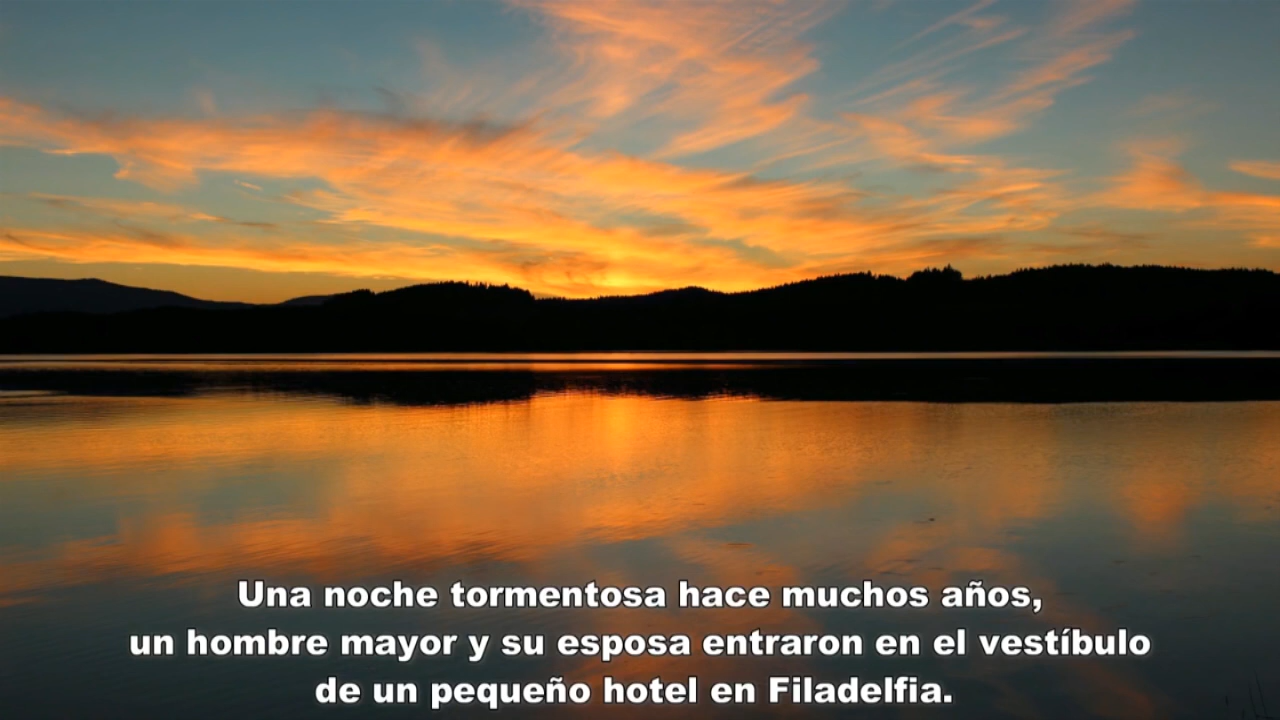 Una noche tormentosa hace muchos años,
un hombre mayor y su esposa entraron en el vestíbulo
de un pequeño hotel en Filadelfia.